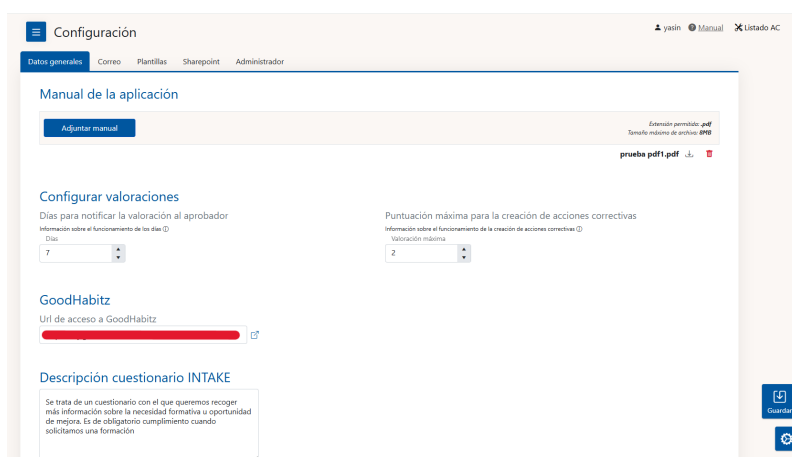 Configuración
yasin Manual Listado AC
Datos generales Correo Plantillas Sharepoint Administrador
Manual de la aplicación
Adjuntar manual
Extensión permitida: .pdf
Tamaño máximo de archivo: 8MB
prueba pdf1.pdf
Configurar valoraciones
Días para notificar la valoración al aprobador
Información sobre el funcionamiento de los días
Días
7
Puntuación máxima para la creación de acciones correctivas
Información sobre el funcionamiento de la creación de acciones correctivas
Valoración máxima
2
GoodHabitz
Url de acceso a GoodHabitz
Descripción cuestionario INTAKE
Se trata de un cuestionario con el que queremos recoger
más información sobre la necesidad formativa u oportunidad
de mejora. Es de obligatorio cumplimiento cuando
solicitamos una formación
Guardar